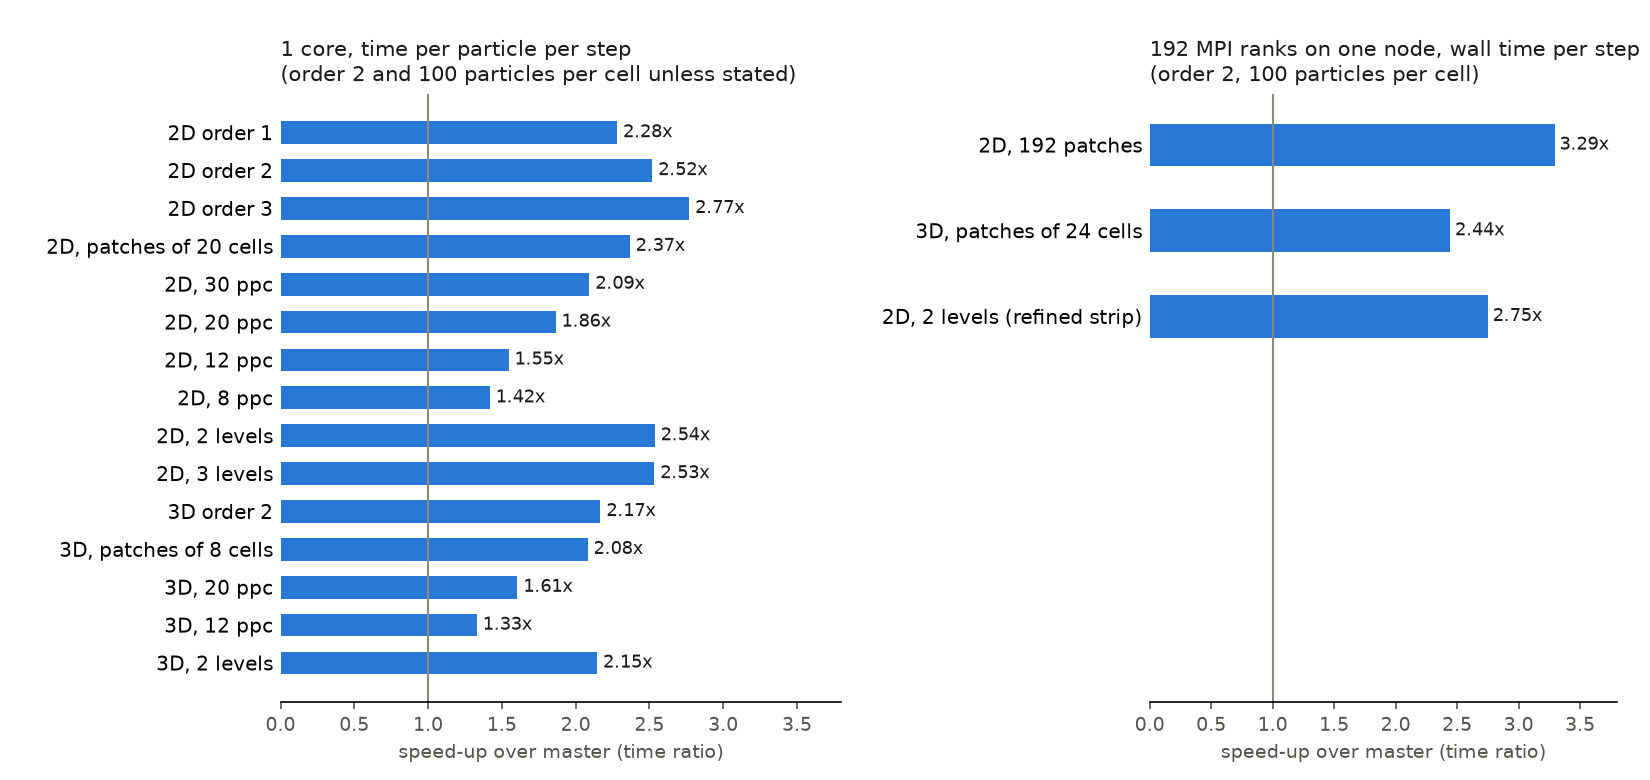 1 core, time per particle per step
(order 2 and 100 particles per cell unless stated)
2D order 1
2.28x
2D order 2
2.52x
2D order 3
2.77x
2D, patches of 20 cells
2.37x
2D, 30 ppc
2.09x
2D, 20 ppc
1.86x
2D, 12 ppc
1.55x
2D, 8 ppc
1.42x
2D, 2 levels
2.54x
2D, 3 levels
2.53x
3D order 2
2.17x
3D, patches of 8 cells
2.08x
3D, 20 ppc
1.61x
3D, 12 ppc
1.33x
3D, 2 levels
2.15x
0.0 0.5 1.0 1.5 2.0 2.5 3.0 3.5
speed-up over master (time ratio)
192 MPI ranks on one node, wall time per step
(order 2, 100 particles per cell)
2D, 192 patches
3.29x
3D, patches of 24 cells
2.44x
2D, 2 levels (refined strip)
2.75x
0.0 0.5 1.0 1.5 2.0 2.5 3.0 3.5
speed-up over master (time ratio)